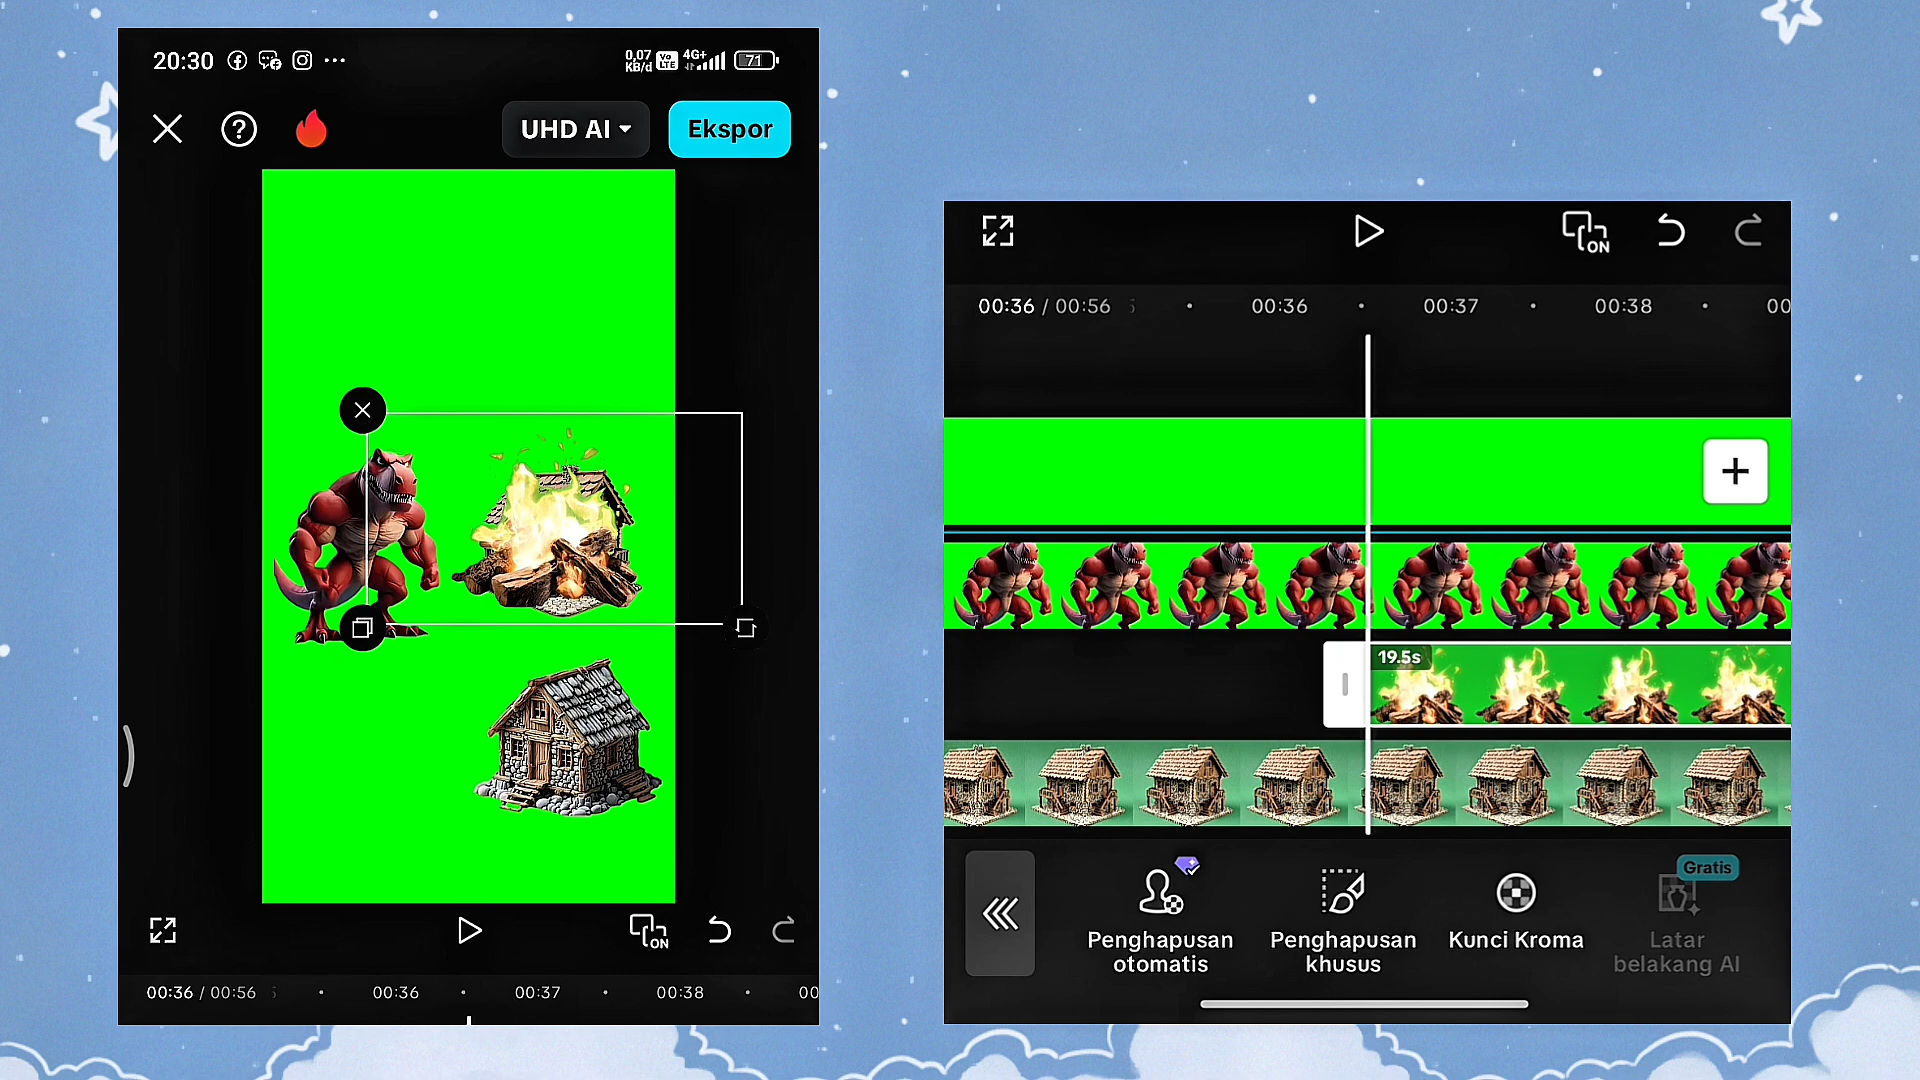 20:30
0,07 KB/d
Vo LTE
4G+
71
UHD AI
Ekspor
ON
00:36 / 00:56
00:36
00:37
00:38
00
ON
00:36 / 00:56
00:36
00:37
00:38
00
19.5s
Gratis
Penghapusan otomatis
Penghapusan khusus
Kunci Kroma
Latar belakang AI